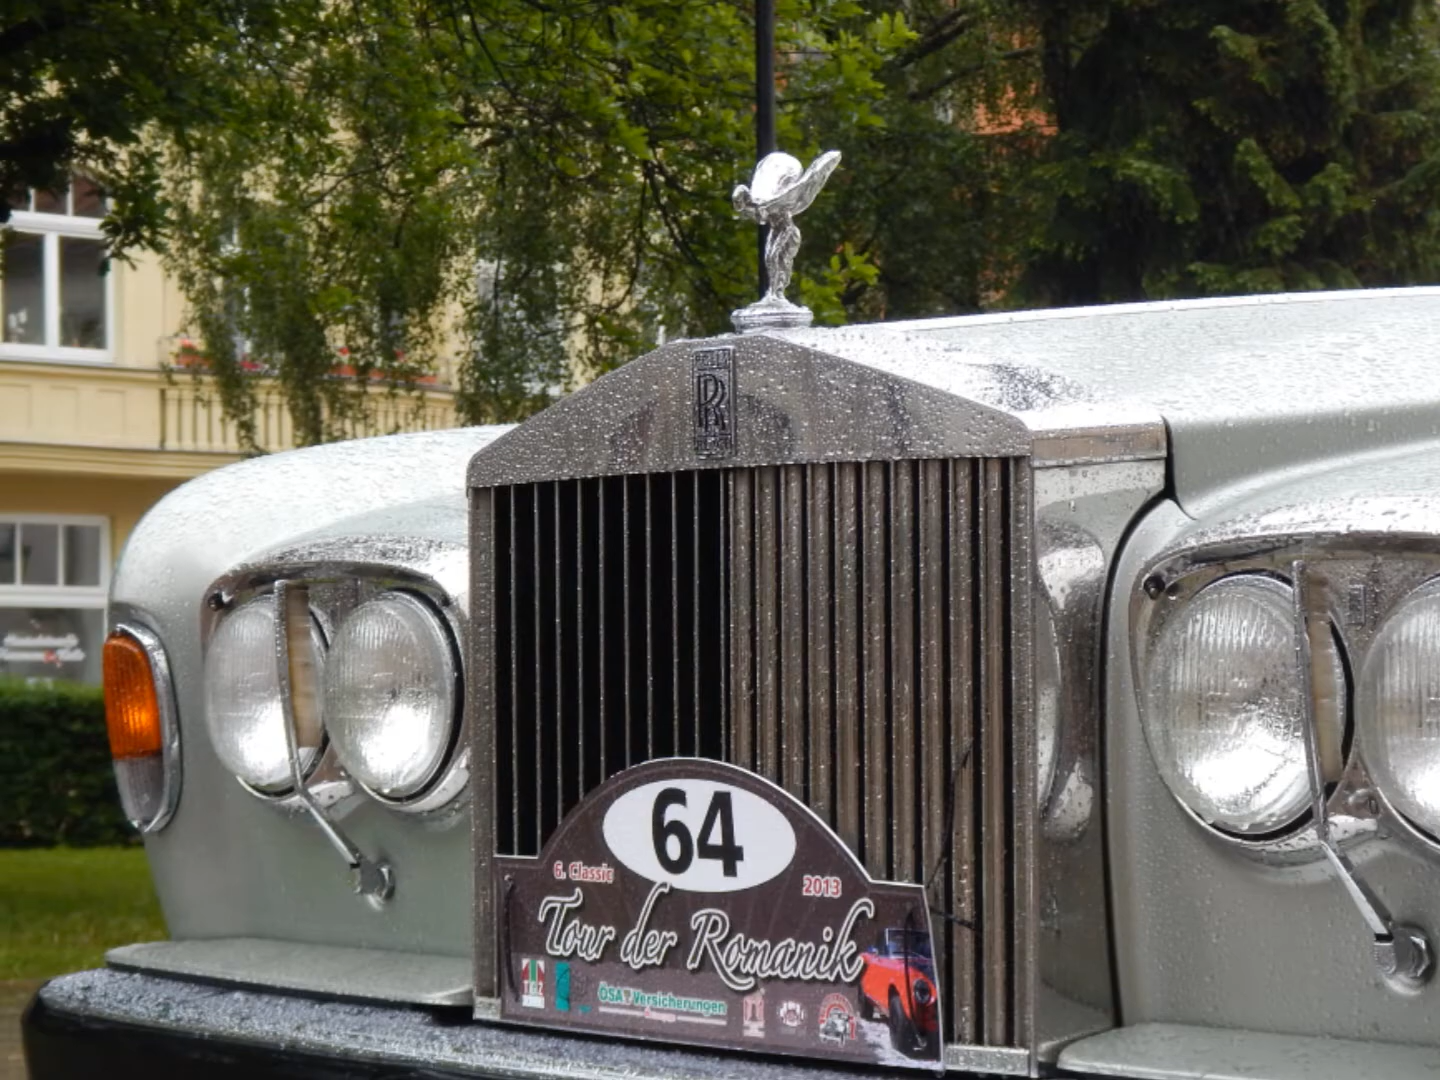 RR
64
6. Classic 2013
Tour der Romanik
ÖSA Versicherungen